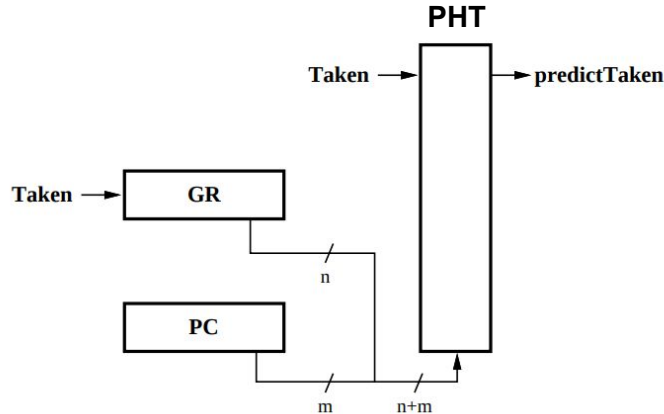 PHT
Taken
predictTaken
Taken
GR
n
PC
m
n+m